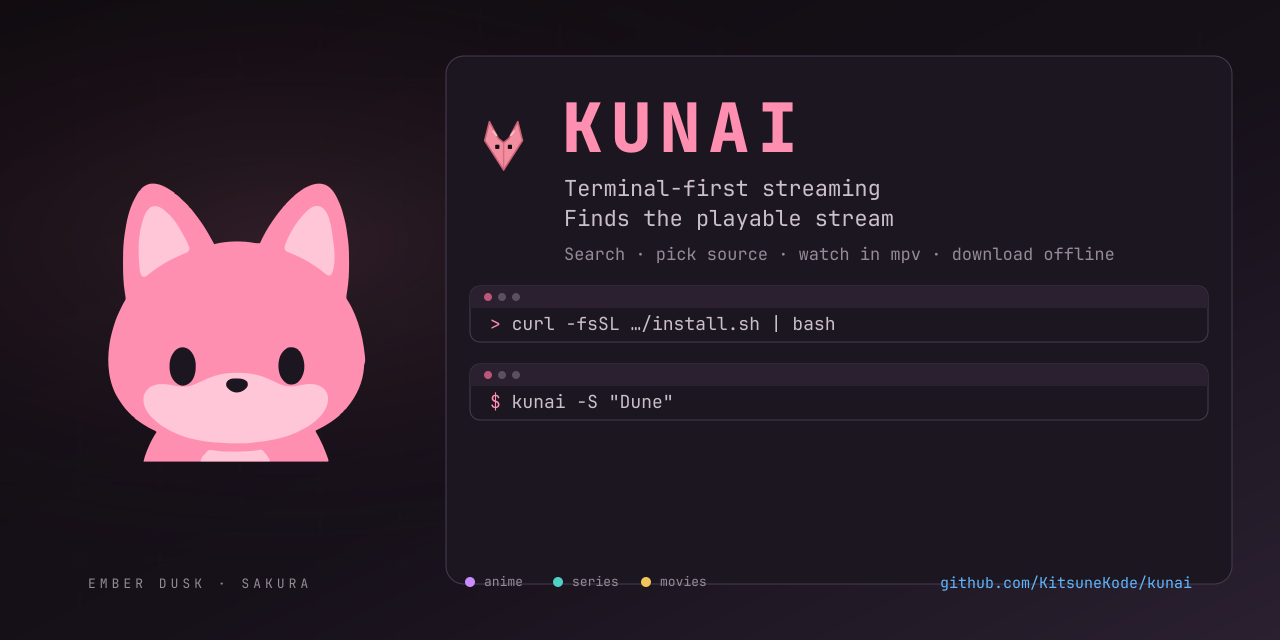 KUNAI
Terminal-first streaming
Finds the playable stream
Search · pick source · watch in mpv · download offline
> curl -fsSL …/install.sh | bash
$ kunai -S "Dune"
EMBER DUSK · SAKURA
anime
series
movies
github.com/KitsuneKode/kunai